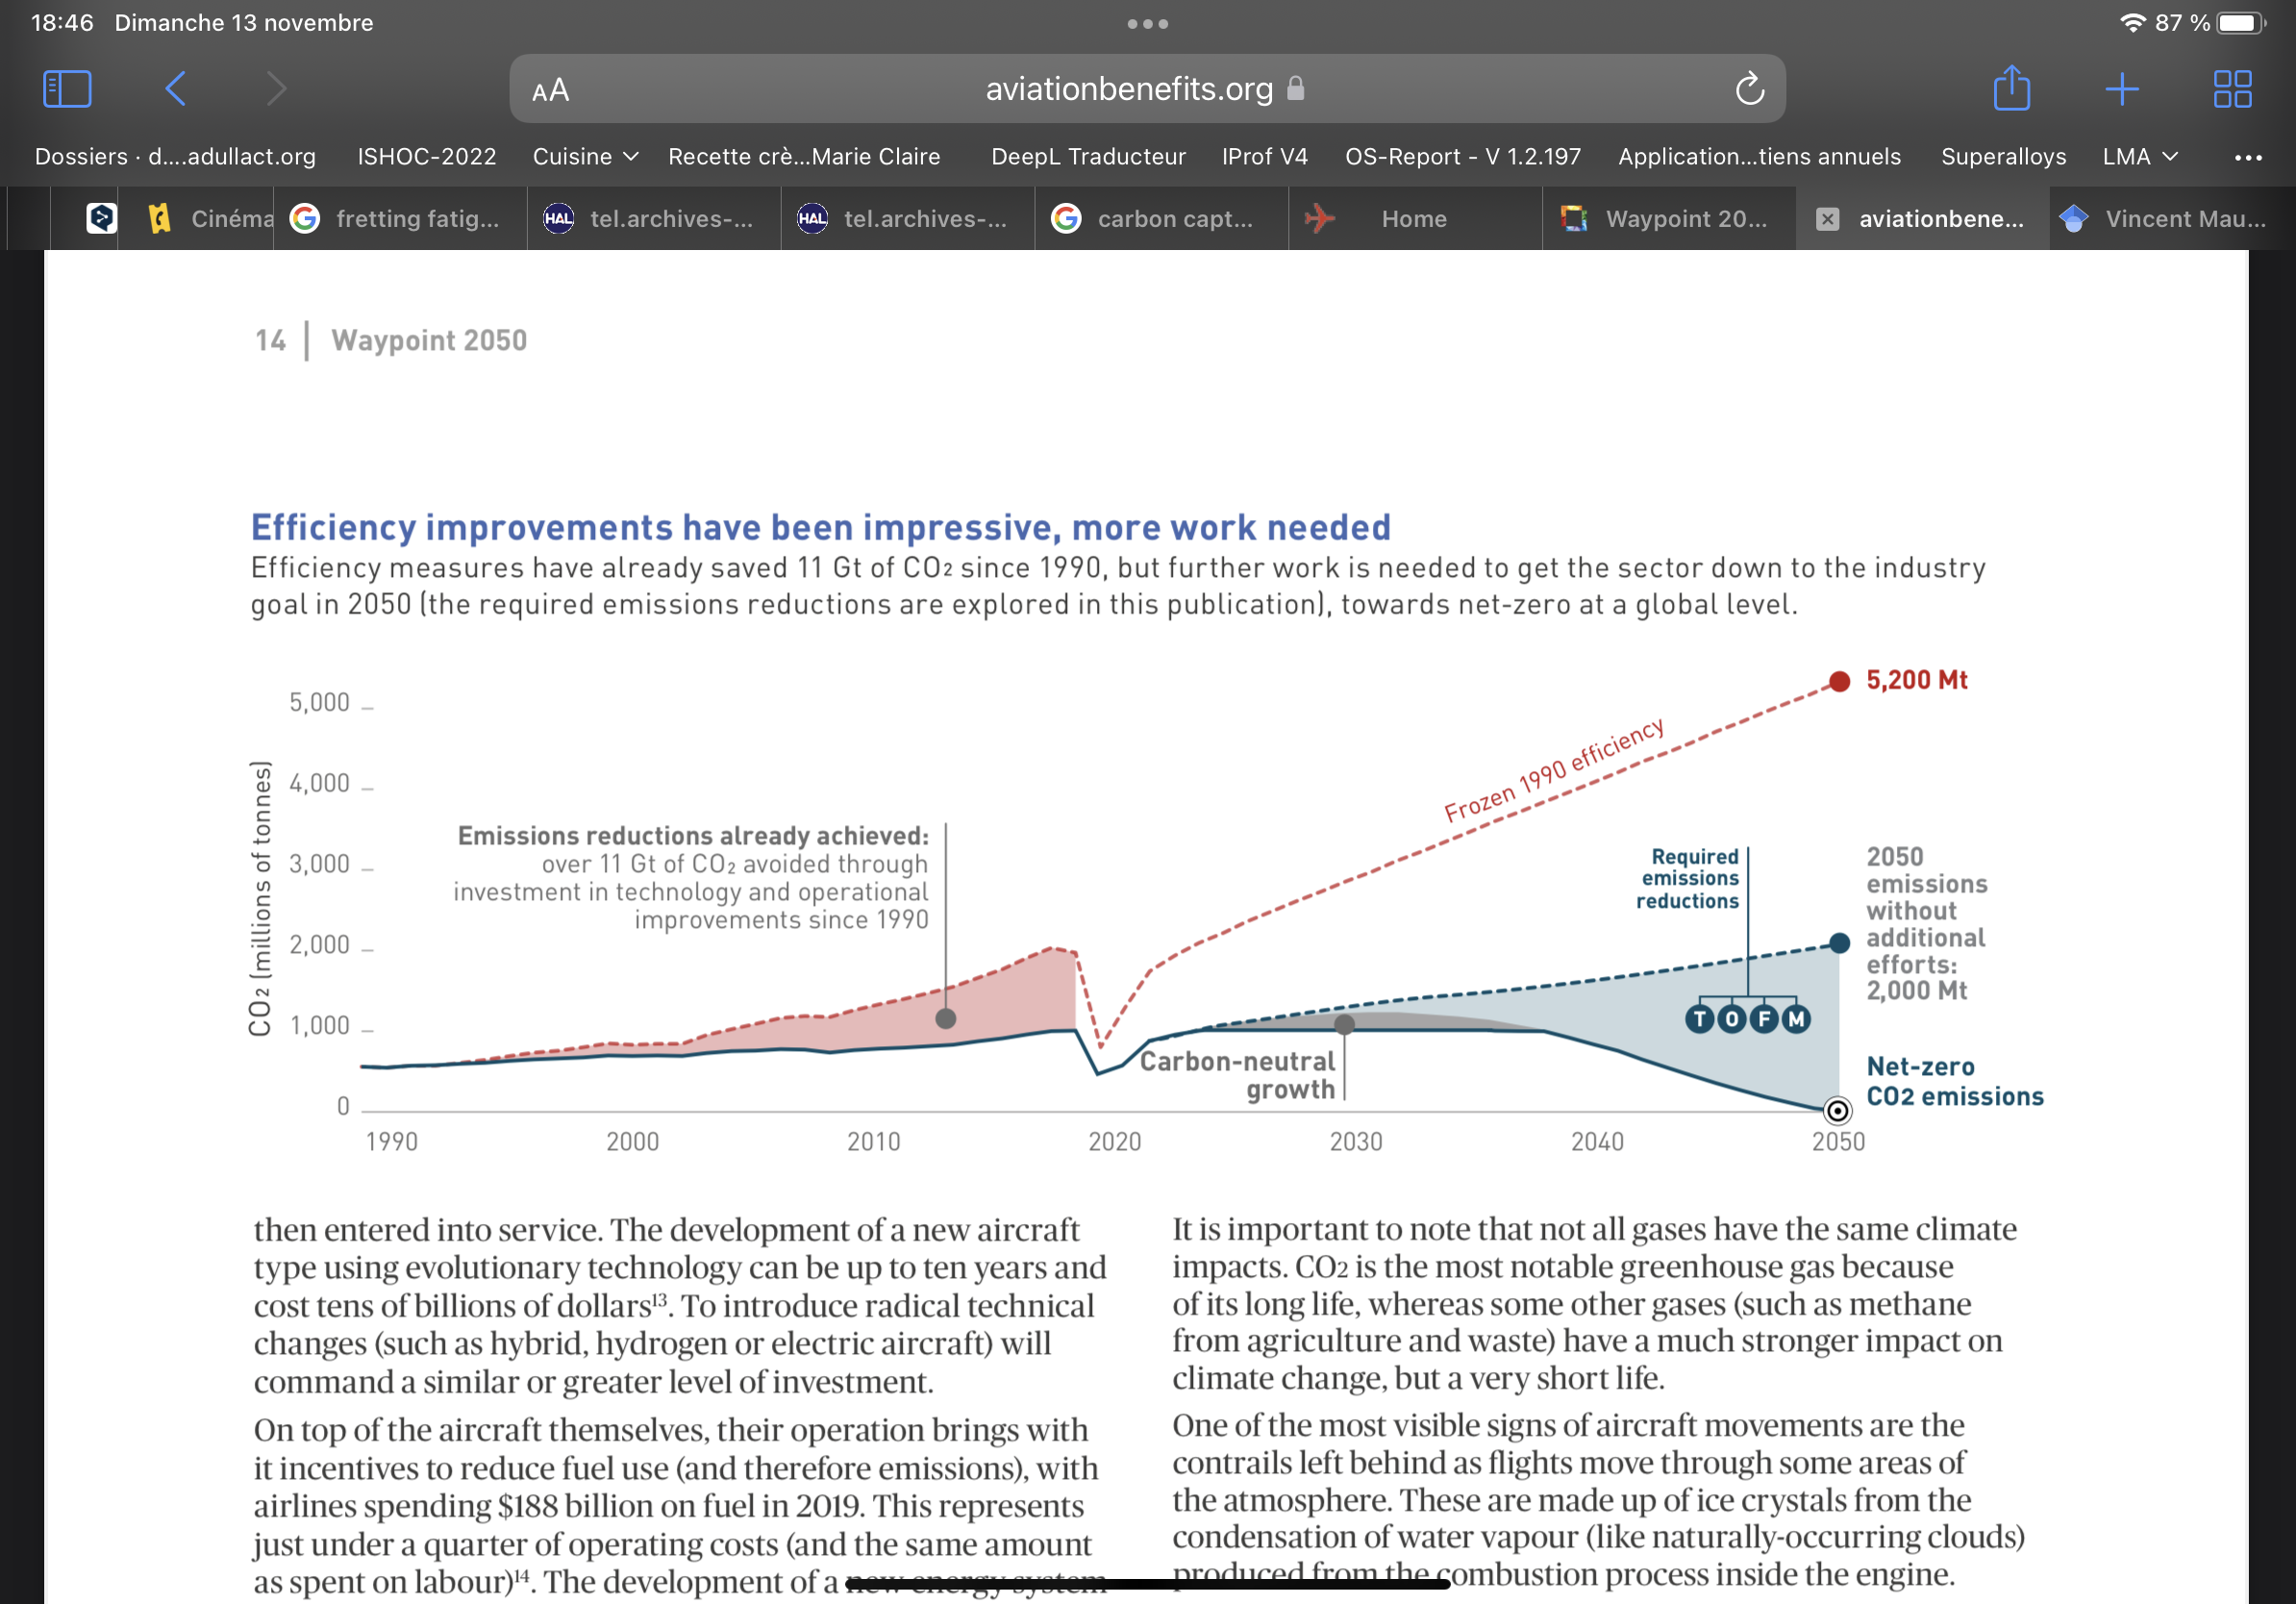 18:46 Dimanche 13 novembre
87 %
AA
aviationbenefits.org
Dossiers · d....adullact.org ISHOC-2022 Cuisine Recette crè...Marie Claire DeepL Traducteur IProf V4 OS-Report - V 1.2.197 Application...tiens annuels Superalloys LMA
Cinéma G fretting fatig... HAL tel.archives-... HAL tel.archives-... G carbon capt... Home Waypoint 20... aviationbene... Vincent Mau...
14 | Waypoint 2050
Efficiency improvements have been impressive, more work needed
Efficiency measures have already saved 11 Gt of CO2 since 1990, but further work is needed to get the sector down to the industry
goal in 2050 (the required emissions reductions are explored in this publication), towards net-zero at a global level.
CO2 (millions of tonnes)
5,000
4,000
3,000
2,000
1,000
0
1990 2000 2010 2020 2030 2040 2050
Emissions reductions already achieved:
over 11 Gt of CO2 avoided through
investment in technology and operational
improvements since 1990
Frozen 1990 efficiency
5,200 Mt
Required
emissions
reductions
T O F M
2050
emissions
without
additional
efforts:
2,000 Mt
Carbon-neutral
growth
Net-zero
CO2 emissions
then entered into service. The development of a new aircraft
type using evolutionary technology can be up to ten years and
cost tens of billions of dollars13. To introduce radical technical
changes (such as hybrid, hydrogen or electric aircraft) will
command a similar or greater level of investment.
On top of the aircraft themselves, their operation brings with
it incentives to reduce fuel use (and therefore emissions), with
airlines spending $188 billion on fuel in 2019. This represents
just under a quarter of operating costs (and the same amount
as spent on labour)14. The development of a new energy system
It is important to note that not all gases have the same climate
impacts. CO2 is the most notable greenhouse gas because
of its long life, whereas some other gases (such as methane
from agriculture and waste) have a much stronger impact on
climate change, but a very short life.
One of the most visible signs of aircraft movements are the
contrails left behind as flights move through some areas of
the atmosphere. These are made up of ice crystals from the
condensation of water vapour (like naturally-occurring clouds)
produced from the combustion process inside the engine.